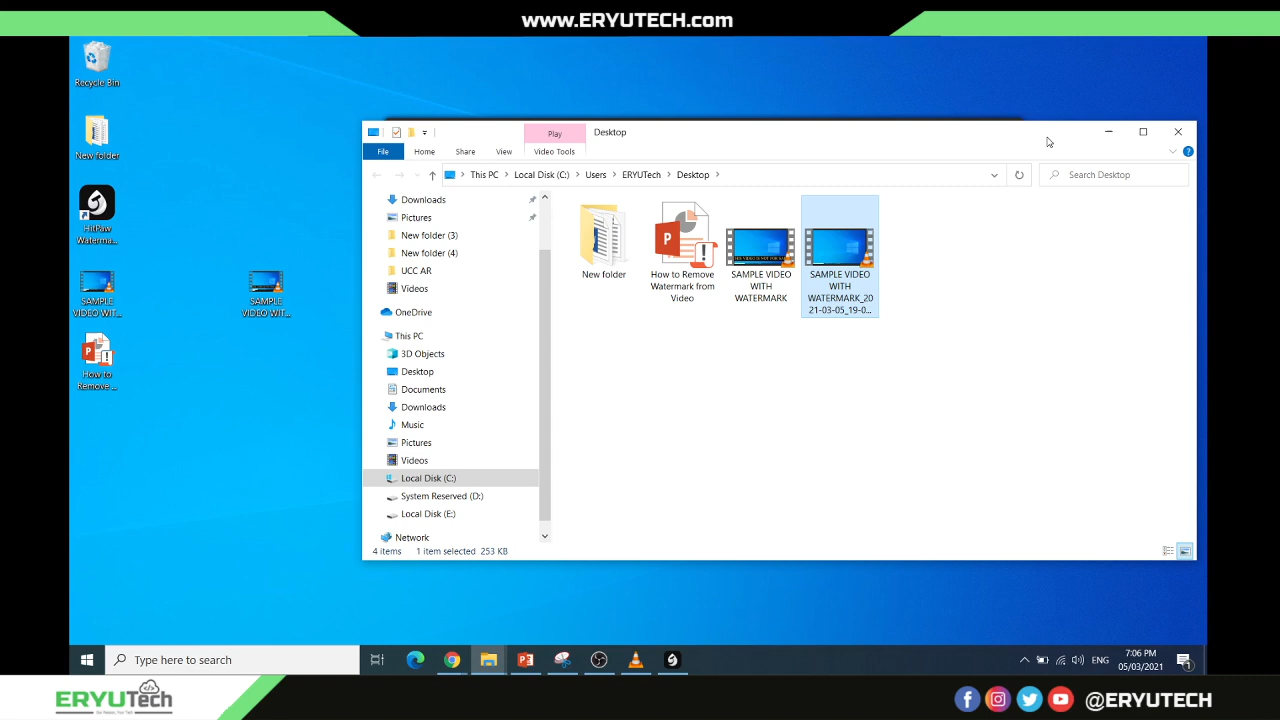 www.ERYUTECH.com
Recycle Bin
New folder
HitPaw
Waterma...
SAMPLE
VIDEO WIT...
SAMPLE
VIDEO WIT...
How to
Remove ...
Play
Desktop
File
Home
Share
View
Video Tools
This PC
Local Disk (C:)
Users
ERYUTech
Desktop
Search Desktop
Downloads
Pictures
New folder (3)
New folder (4)
UCC AR
Videos
OneDrive
This PC
3D Objects
Desktop
Documents
Downloads
Music
Pictures
Videos
Local Disk (C:)
System Reserved (D:)
Local Disk (E:)
Network
New folder
How to Remove
Watermark from
Video
SAMPLE VIDEO
WITH
WATERMARK
SAMPLE VIDEO
WITH
WATERMARK_20
21-03-05_19-0...
4 items
1 item selected 253 KB
Type here to search
ENG
7:06 PM
05/03/2021
1
ERYUTech
@ERYUTECH